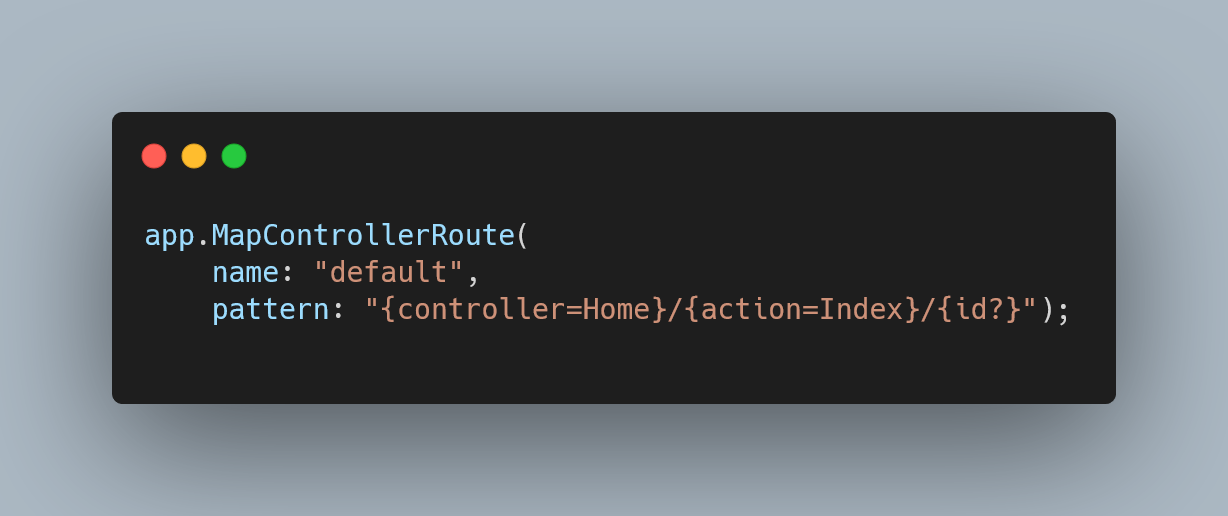 app.MapControllerRoute(
    name: "default",
    pattern: "{controller=Home}/{action=Index}/{id?}");